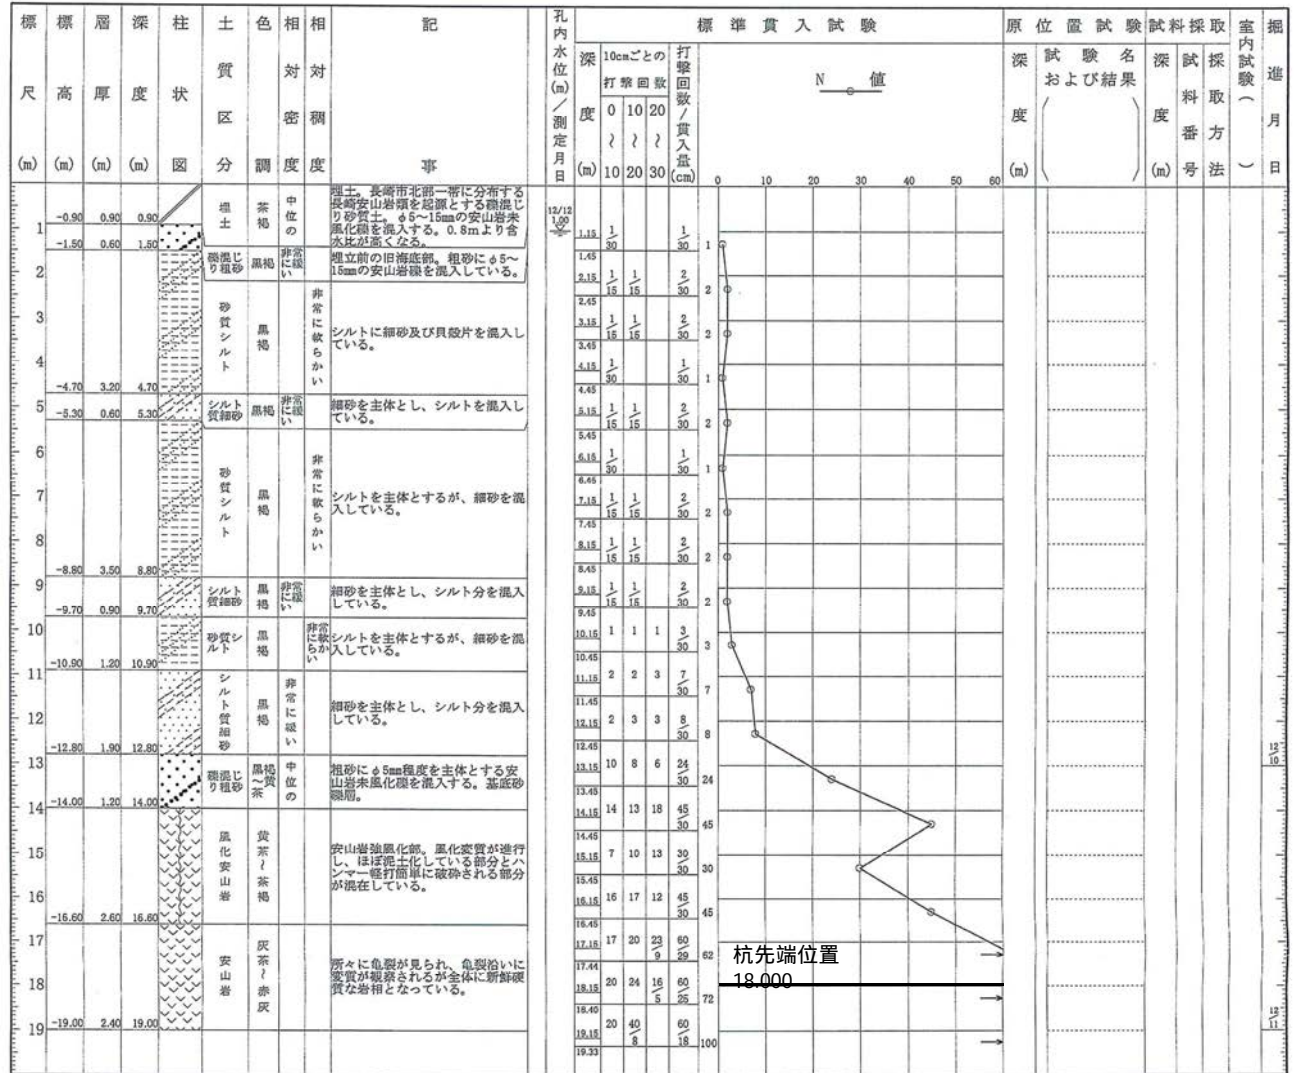 標尺(m)
標高(m)
層厚(m)
深度(m)
柱状図
土質区分
色調
相対密度
相対稠度
記事
孔内水位(m)/測定月日
標準貫入試験
深度(m)
10cmごとの
打撃回数
0〜10
10〜20
20〜30
打撃回数/貫入量(cm)
N 値
0 10 20 30 40 50 60
原位置試験
深度(m)
試験名
および結果
試料採取
深度(m)
試料番号
採取方法
室内試験()
掘進月日
-0.90 0.90 0.90
埋土
茶褐
中位の
埋土。長崎市北部一帯に分布する
長崎安山岩類を起源とする礫混じ
り砂質土。φ5〜15mmの安山岩未
風化礫を混入する。0.8mより含
水比が高くなる。
12/12
1.00
1
-1.50 0.60 1.50
礫混じ
り粗砂
黒褐
非常に緩い
埋立前の旧海底部。粗砂にφ5〜
15mmの安山岩礫を混入している。
1.15 1/30 1/30 1
1.45
2
2.15 1/15 1/15 2/30 2
2.45
砂質シルト
黒褐
非常に軟らかい
シルトに細砂及び貝殻片を混入し
ている。
3
3.15 1/15 1/15 2/30 2
3.45
4
4.15 1/30 1/30 1
4.45
-4.70 3.20 4.70
5
-5.30 0.60 5.30
シルト
質細砂
黒褐
非常に緩い
細砂を主体とし、シルトを混入し
ている。
5.15 1/15 1/15 2/30 2
5.45
6
6.15 1/30 1/30 1
6.45
砂質シルト
黒褐
非常に軟らかい
シルトを主体とするが、細砂を混
入している。
7
7.15 1/15 1/15 2/30 2
7.45
8
8.15 1/15 1/15 2/30 2
8.45
-8.80 3.50 8.80
9
シルト
質細砂
黒褐
非常に緩い
細砂を主体とし、シルト分を混入
している。
9.15 1/15 1/15 2/30 2
9.45
-9.70 0.90 9.70
10
砂質シ
ルト
黒褐
非常に軟らかい
シルトを主体とするが、細砂を混
入している。
10.15 1 1 1 3/30 3
10.45
-10.90 1.20 10.90
11
11.15 2 2 3 7/30 7
11.45
シルト質細砂
黒褐
非常に緩い
細砂を主体とし、シルト分を混入
している。
12
12.15 2 3 3 8/30 8
12.45
-12.80 1.90 12.80
12/10
13
礫混じ
り粗砂
黒褐〜黄茶
中位の
粗砂にφ5mm程度を主体とする安
山岩未風化礫を混入する。基底砂
礫層。
13.15 10 8 6 24/30 24
13.45
-14.00 1.20 14.00
14
14.15 14 13 18 45/30 45
14.45
風化安山岩
黄茶〜茶褐
安山岩強風化部。風化変質が進行
し、ほぼ泥土化している部分とハ
ンマー軽打簡単に破砕される部分
が混在している。
15
15.15 7 10 13 30/30 30
15.45
16
16.15 16 17 12 45/30 45
16.45
-16.60 2.60 16.60
17
17.15 17 20 23/9 60/29 62
17.44
杭先端位置
18.000
安山岩
灰茶〜赤灰
所々に亀裂が見られ、亀裂沿いに
変質が観察されるが全体に新鮮硬
質な岩相となっている。
18
18.15 20 24 16/5 60/25 72
18.40
-19.00 2.40 19.00
12/11
19
19.15 20 40/8 60/18 100
19.33